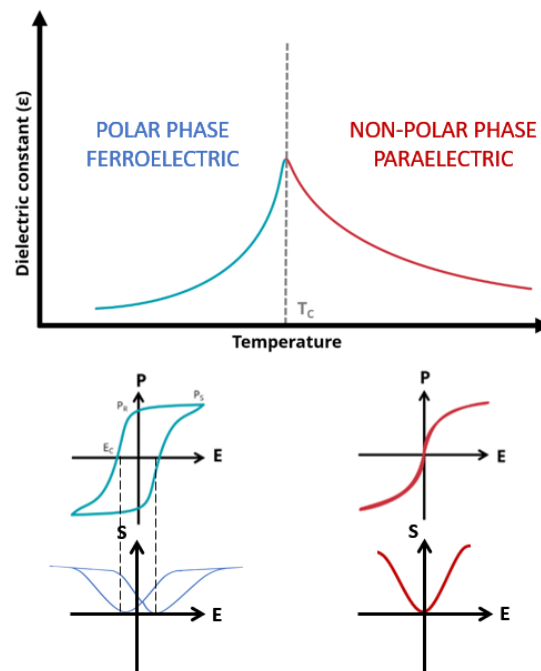 Dielectric constant (ε)
POLAR PHASE
FERROELECTRIC
NON-POLAR PHASE
PARAELECTRIC
T_C
Temperature
P
P_R
P_S
E_C
E
P
E
S
E
S
E